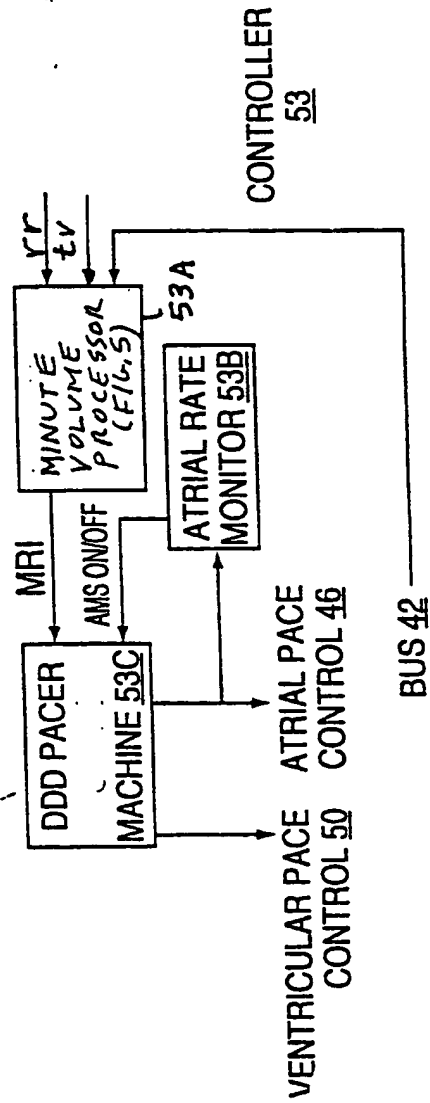 rr
tv
MINUTE
VOLUME
PROCESSOR
(FIG. 5)
53A
MRI
AMS ON/OFF
DDD PACER
MACHINE 53C
ATRIAL RATE
MONITOR 53B
CONTROLLER
53
VENTRICULAR PACE
CONTROL 50
ATRIAL PACE
CONTROL 46
BUS 42